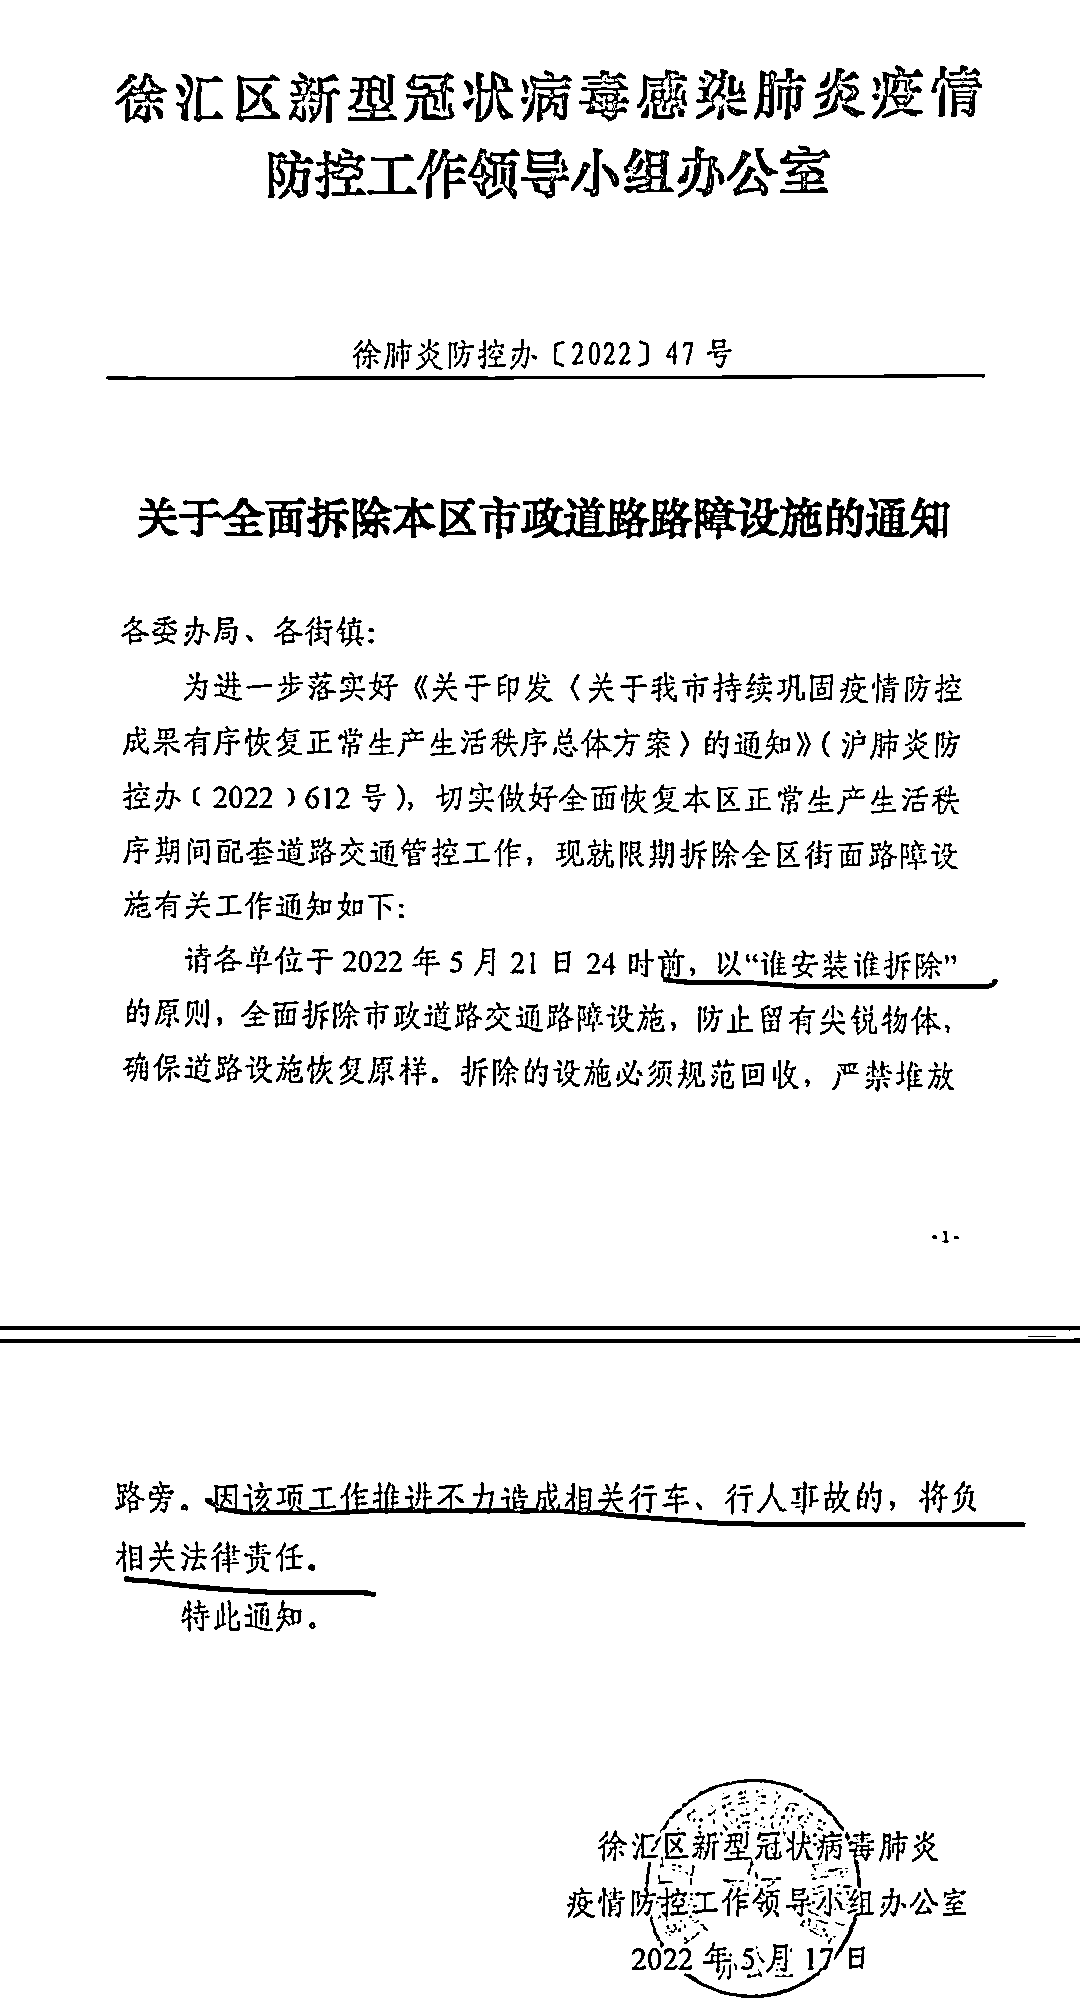 徐汇区新型冠状病毒感染肺炎疫情
防控工作领导小组办公室
徐肺炎防控办〔2022〕47号
关于全面拆除本区市政道路路障设施的通知
各委办局、各街镇：
为进一步落实好《关于印发〈关于我市持续巩固疫情防控
成果有序恢复正常生产生活秩序总体方案〉的通知》（沪肺炎防
控办〔2022〕612号），切实做好全面恢复本区正常生产生活秩
序期间配套道路交通管控工作，现就限期拆除全区街面路障设
施有关工作通知如下：
请各单位于2022年5月21日24时前，以“谁安装谁拆除”
的原则，全面拆除市政道路交通路障设施，防止留有尖锐物体，
确保道路设施恢复原样。拆除的设施必须规范回收，严禁堆放
-1-
路旁。因该项工作推进不力造成相关行车、行人事故的，将负
相关法律责任。
特此通知。
徐汇区新型冠状病毒肺炎
疫情防控工作领导小组办公室
2022年5月17日
办公室